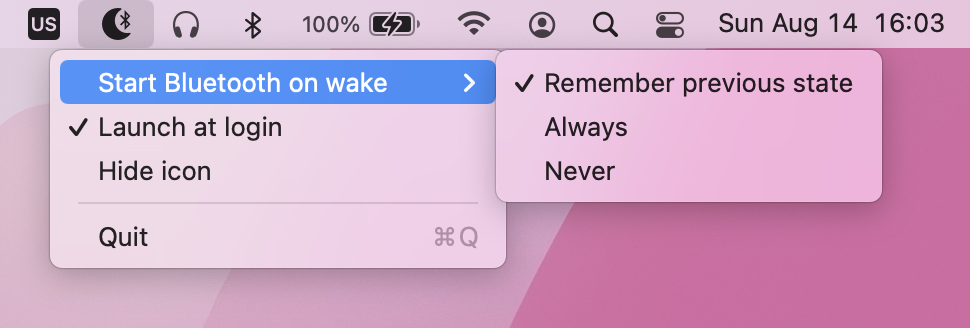 US 100% Sun Aug 14 16:03
Start Bluetooth on wake
Launch at login
Hide icon
Quit ⌘Q
Remember previous state
Always
Never